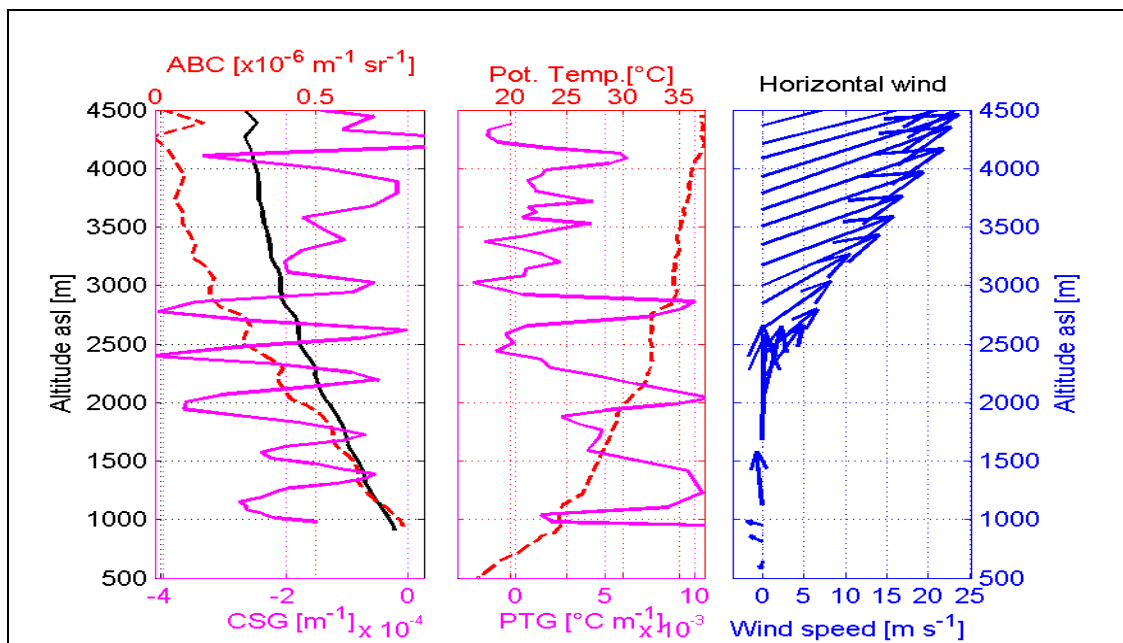 ABC [x10-6 m-1 sr-1]
0 0.5
Pot. Temp.[°C]
20 25 30 35
Horizontal wind
4500
4000
3500
3000
2500
2000
1500
1000
500
Altitude asl [m]
4500
4000
3500
3000
2500
2000
1500
1000
500
Altitude asl [m]
-4 -2 0
CSG [m-1] x 10-4
0 5 10
PTG [°C m-1] x 10-3
0 5 10 15 20 25
Wind speed [m s-1]